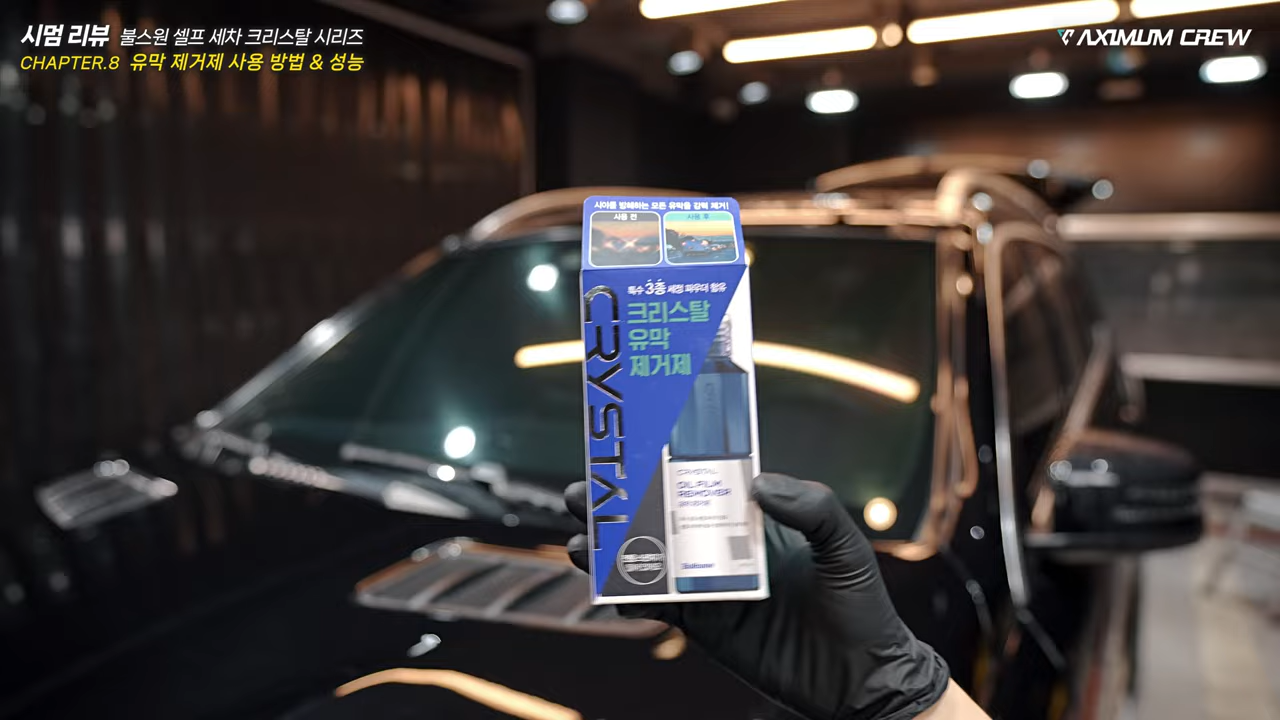 시멈 리뷰 불스원 셀프 세차 크리스탈 시리즈
CHAPTER.8 유막 제거제 사용 방법 & 성능
AXIMUM CREW
시야를 방해하는 모든 유막을 강력 제거!
사용 전
사용 후
특수 3종 세정 파우더 함유
크리스탈
유막
제거제
CRYSTAL
CRYSTAL
OIL FILM
REMOVER
Bullsone